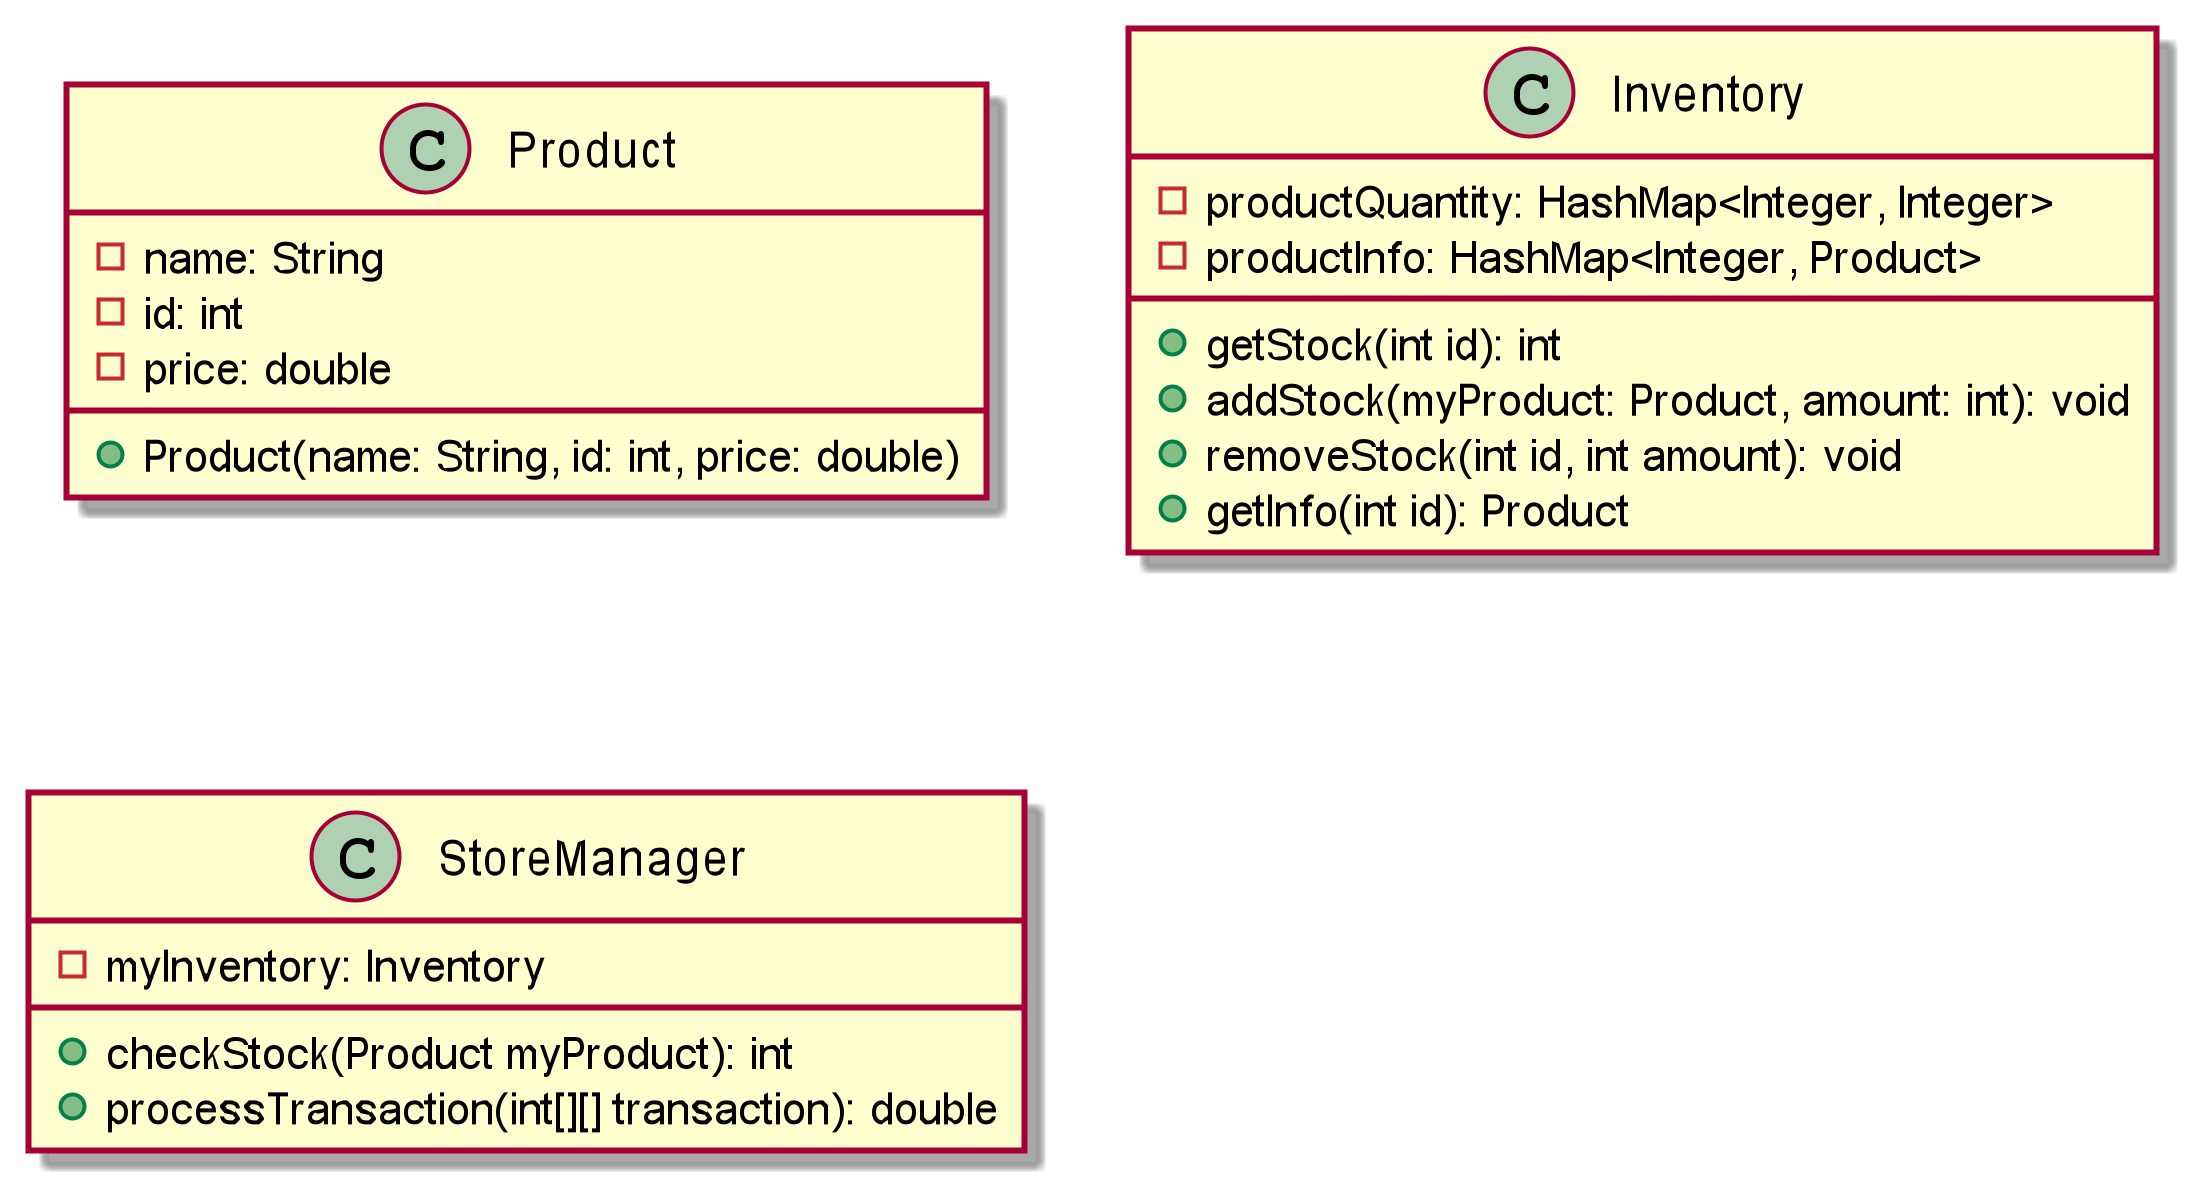 C Product
name: String
id: int
price: double
Product(name: String, id: int, price: double)
C Inventory
productQuantity: HashMap<Integer, Integer>
productInfo: HashMap<Integer, Product>
getStock(int id): int
addStock(myProduct: Product, amount: int): void
removeStock(int id, int amount): void
getInfo(int id): Product
C StoreManager
myInventory: Inventory
checkStock(Product myProduct): int
processTransaction(int[][] transaction): double